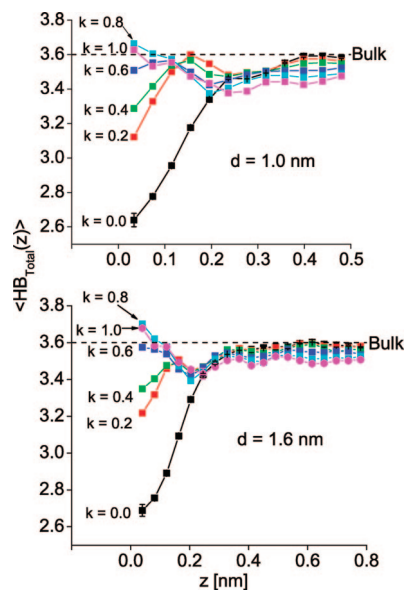 k = 0.8
3.6
k = 1.0
Bulk
k = 0.6
3.4
k = 0.4
3.2
k = 0.2
3.0
d = 1.0 nm
2.8
k = 0.0
2.6
0.0 0.1 0.2 0.3 0.4 0.5
<HB_Total(z)>
3.8
k = 0.8
k = 1.0
3.6
Bulk
k = 0.6
3.4
k = 0.4
3.2
k = 0.2
3.0
d = 1.6 nm
2.8
k = 0.0
2.6
0.0 0.2 0.4 0.6 0.8
z [nm]